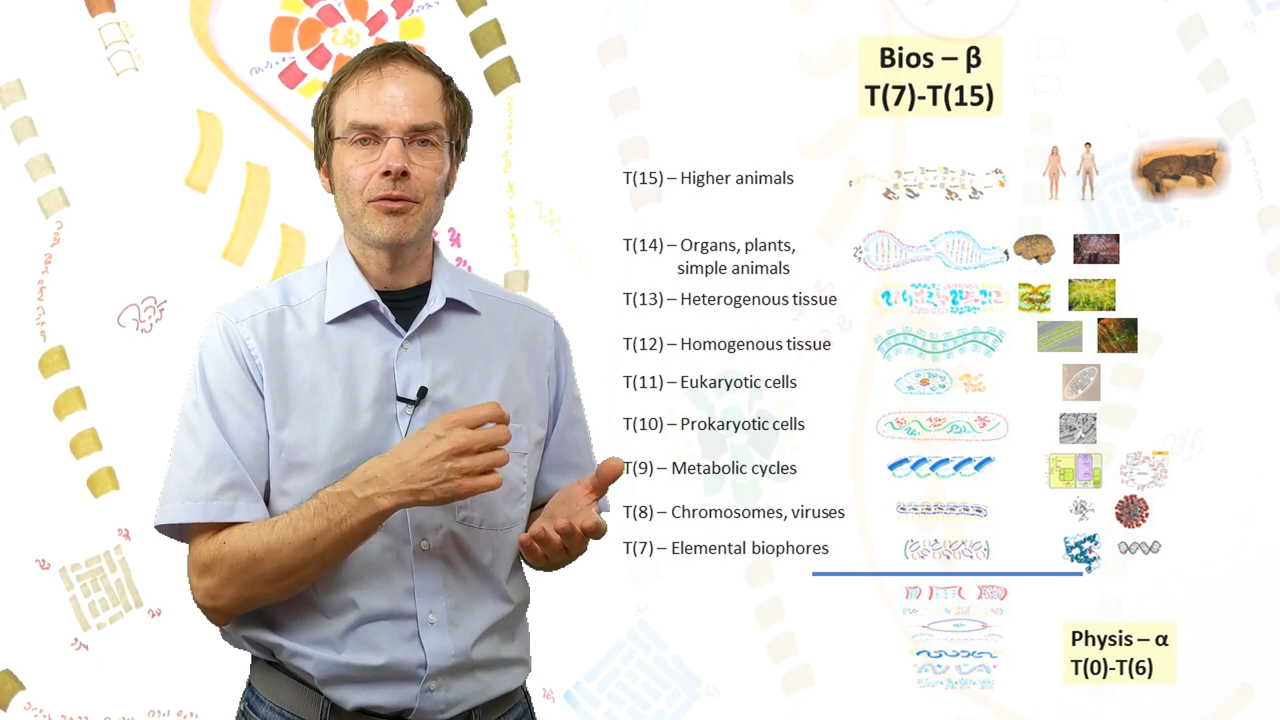 Bios – β
T(7)-T(15)
T(15) – Higher animals
T(14) – Organs, plants,
simple animals
T(13) – Heterogenous tissue
T(12) – Homogenous tissue
T(11) – Eukaryotic cells
T(10) – Prokaryotic cells
T(9) – Metabolic cycles
T(8) – Chromosomes, viruses
T(7) – Elemental biophores
Physis – α
T(0)-T(6)